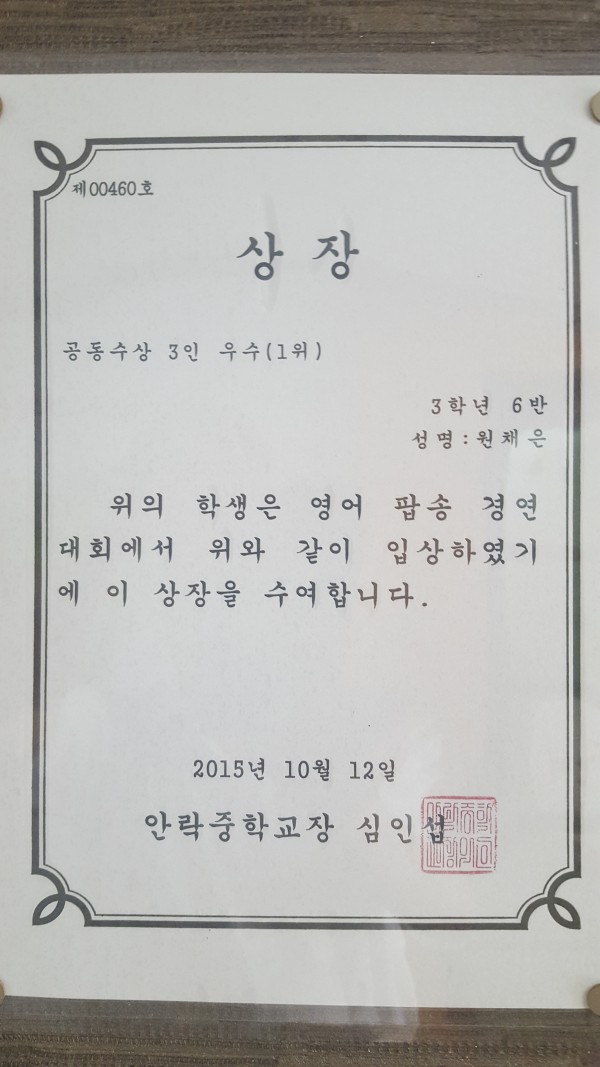 제00460호
상 장
공동수상 3인 우수(1위)
3학년 6반
성명:원채은
위의 학생은 영어 팝송 경연
대회에서 위와 같이 입상하였기
에 이 상장을 수여합니다.
2015년 10월 12일
안락중학교장 심인섭